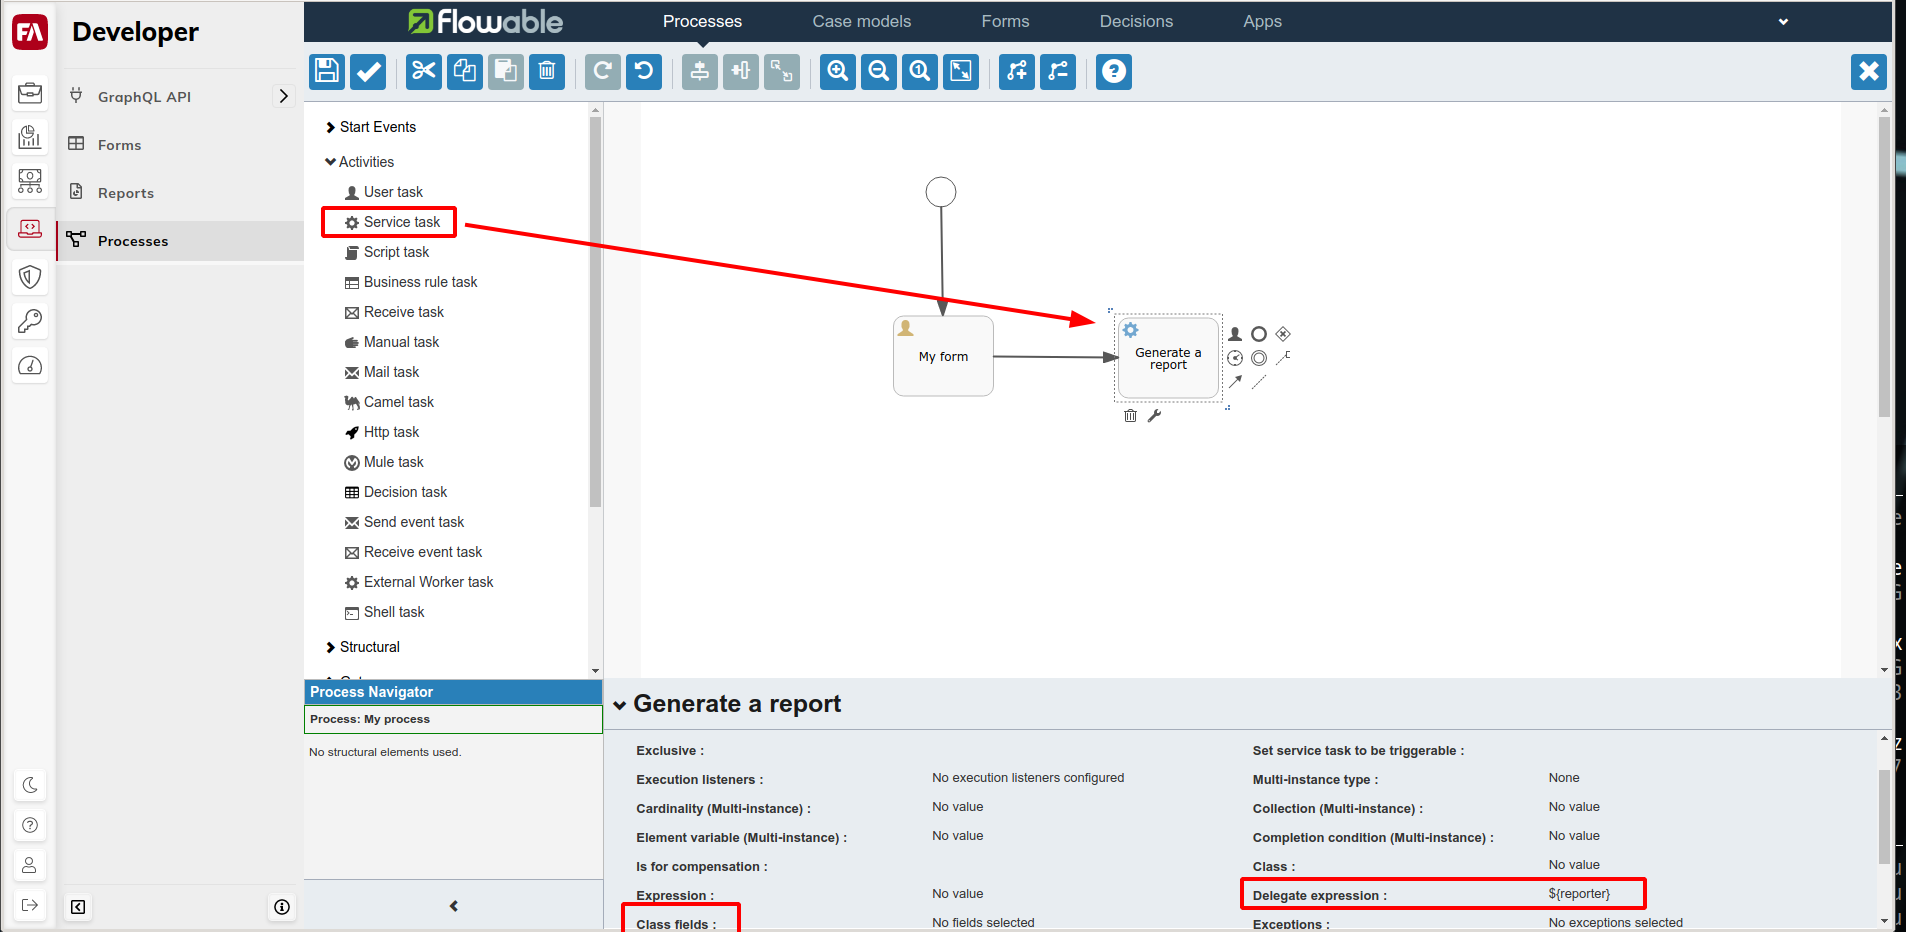 FA
Developer
GraphQL API
Forms
Reports
Processes
flowable
Processes
Case models
Forms
Decisions
Apps
Start Events
Activities
User task
Service task
Script task
Business rule task
Receive task
Manual task
Mail task
Camel task
Http task
Mule task
Decision task
Send event task
Receive event task
External Worker task
Shell task
Structural
My form
Generate a
report
Process Navigator
Process: My process
No structural elements used.
Generate a report
Exclusive :
Set service task to be triggerable :
Execution listeners :
No execution listeners configured
Multi-instance type :
None
Cardinality (Multi-instance) :
No value
Collection (Multi-instance) :
No value
Element variable (Multi-instance) :
No value
Completion condition (Multi-instance) :
No value
Is for compensation :
Class :
No value
Expression :
No value
Delegate expression :
${reporter}
Class fields :
No fields selected
Exceptions :
No exceptions selected